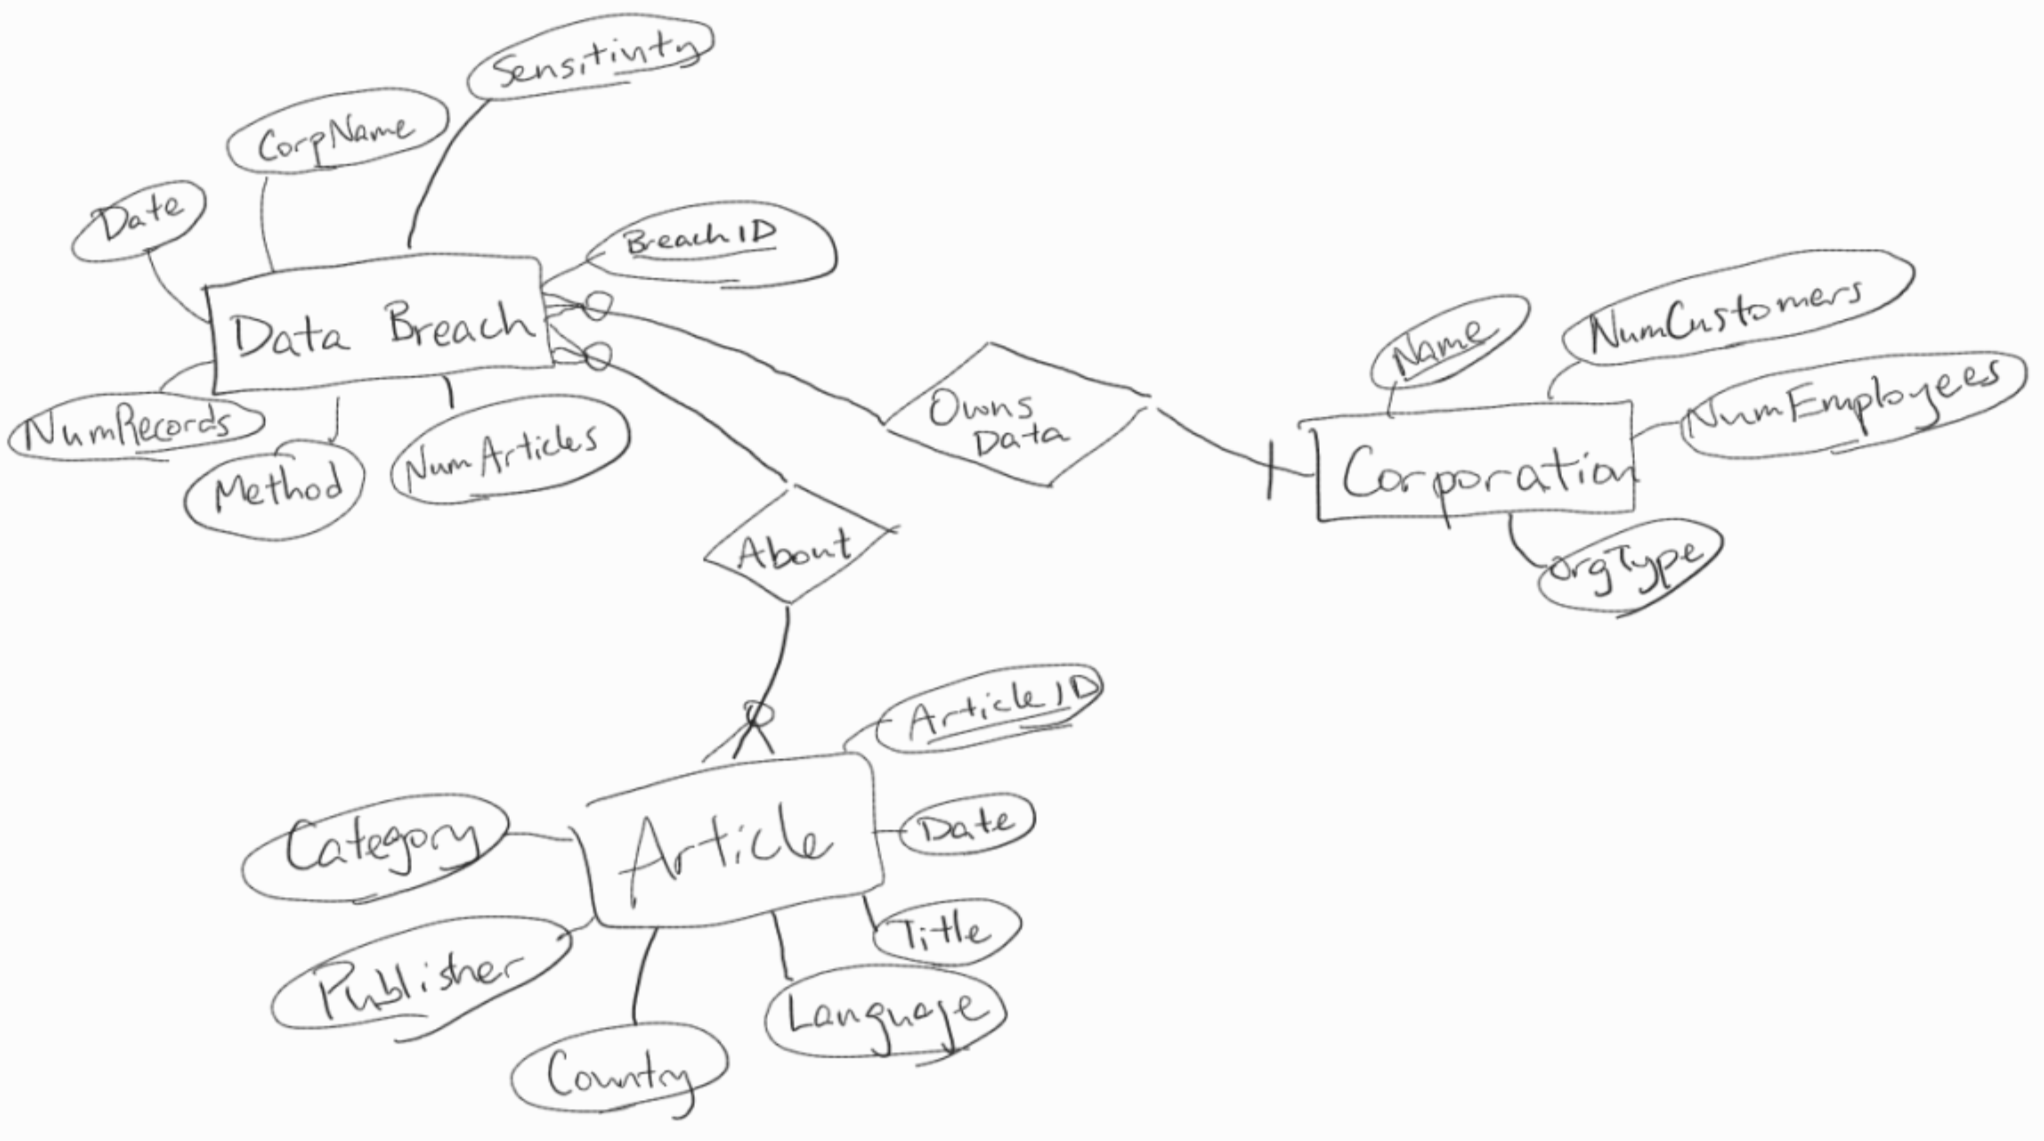 Sensitivity
CorpName
Date
BreachID
Data Breach
NumRecords
Method
NumArticles
Owns
Data
Name
NumCustomers
NumEmployees
Corporation
OrgType
About
ArticleID
Article
Category
Date
Title
Publisher
Language
Country